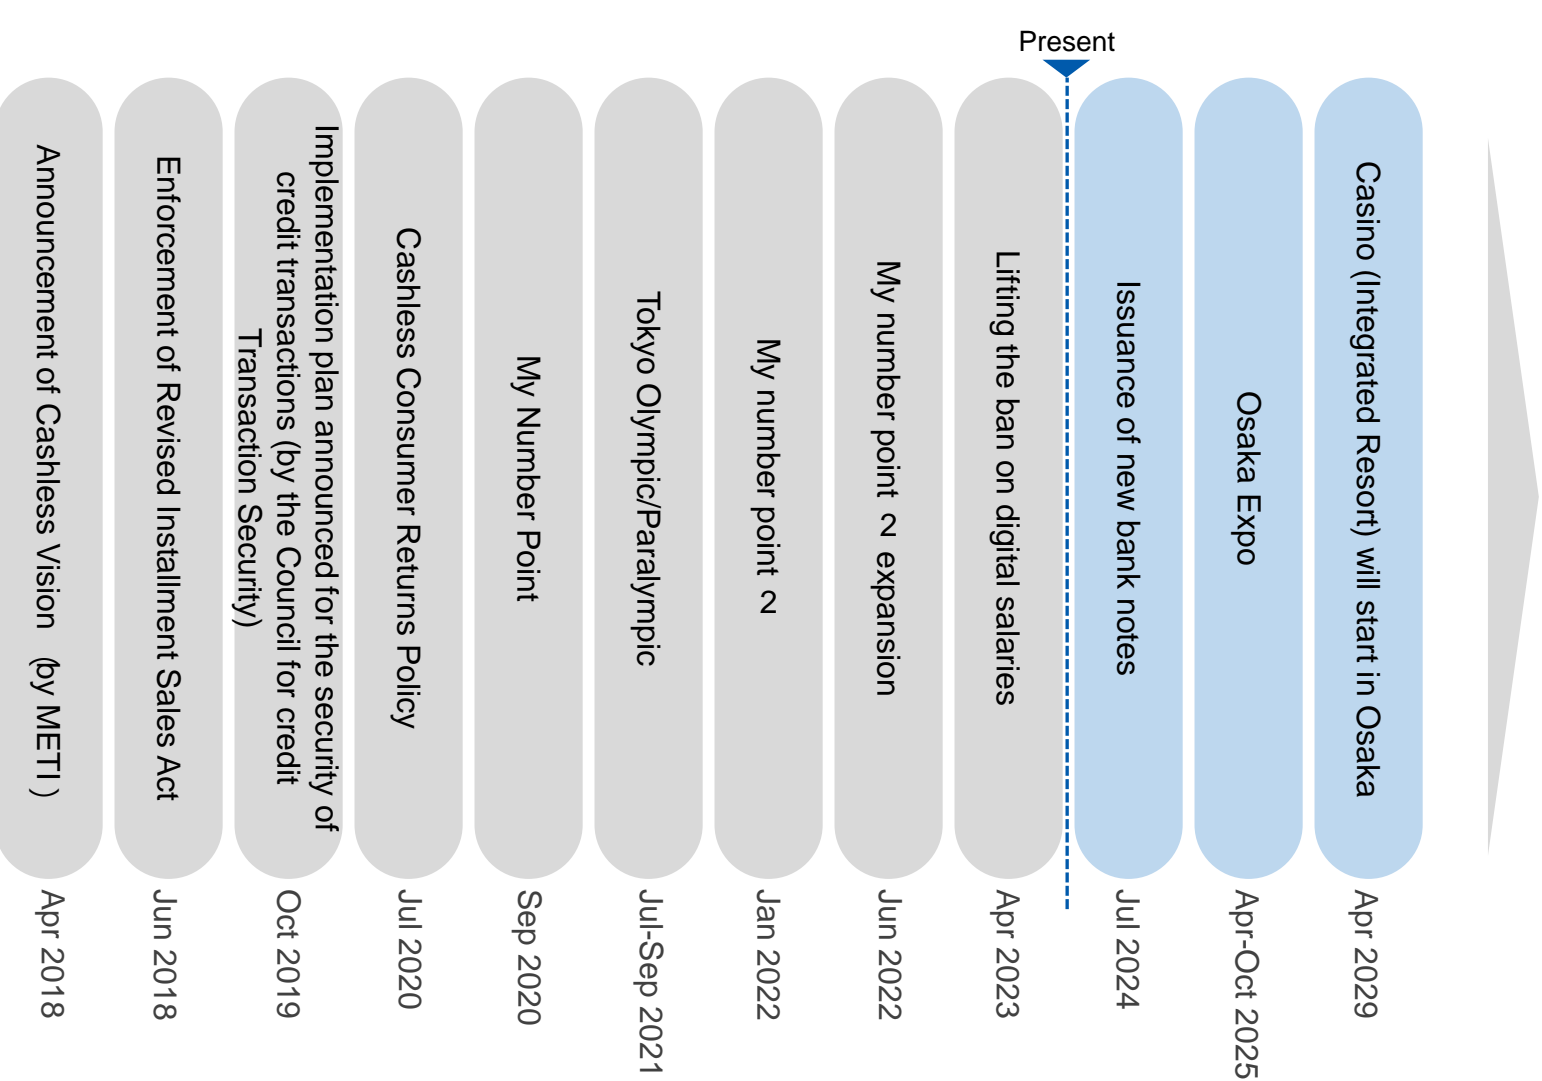 Present
Announcement of Cashless Vision (by METI)
Apr 2018
Enforcement of Revised Installment Sales Act
Jun 2018
Implementation plan announced for the security of
credit transactions (by the Council for credit
Transaction Security)
Oct 2019
Cashless Consumer Returns Policy
Jul 2020
My Number Point
Sep 2020
Tokyo Olympic/Paralympic
Jul-Sep 2021
My number point 2
Jan 2022
My number point 2 expansion
Jun 2022
Lifting the ban on digital salaries
Apr 2023
Issuance of new bank notes
Jul 2024
Osaka Expo
Apr-Oct 2025
Casino (Integrated Resort) will start in Osaka
Apr 2029